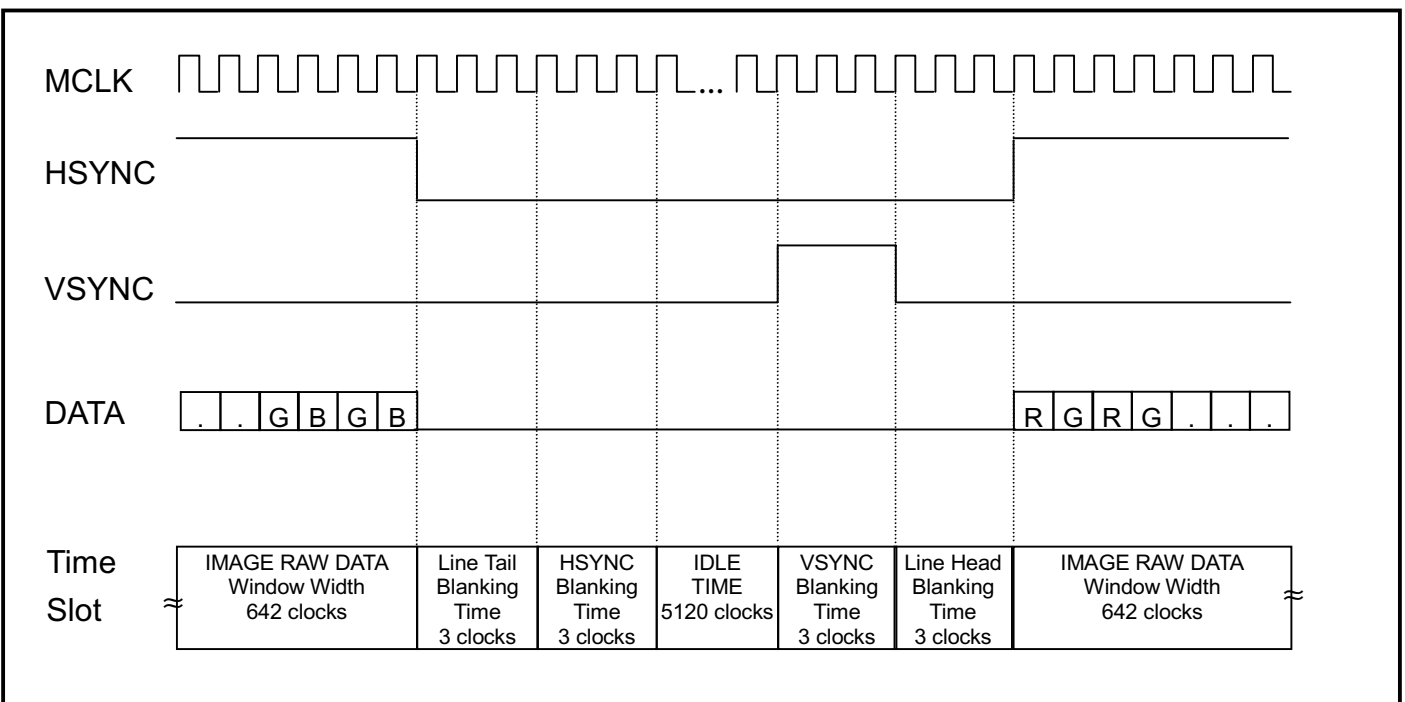 MCLK
...
HSYNC
VSYNC
DATA
. . G B G B
R G R G . . .
Time
Slot
IMAGE RAW DATA
Window Width
642 clocks
Line Tail
Blanking
Time
3 clocks
HSYNC
Blanking
Time
3 clocks
IDLE
TIME
5120 clocks
VSYNC
Blanking
Time
3 clocks
Line Head
Blanking
Time
3 clocks
IMAGE RAW DATA
Window Width
642 clocks
≈
≈